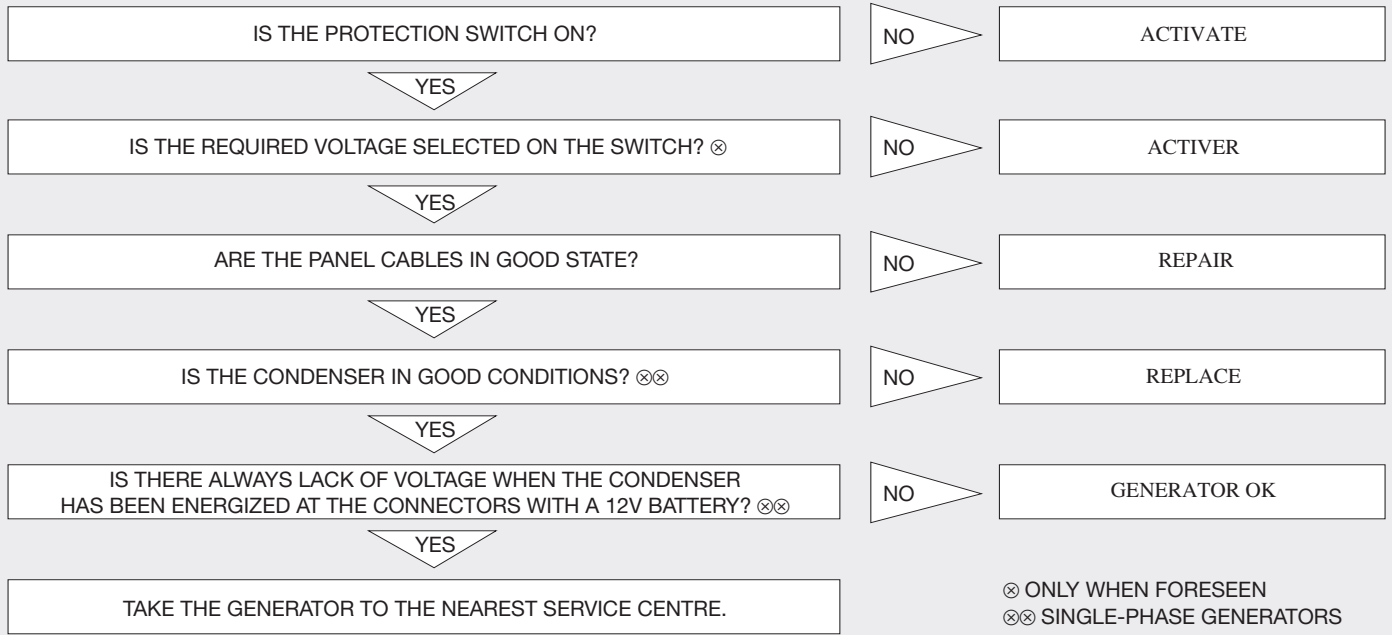 IS THE PROTECTION SWITCH ON?
NO
ACTIVATE
YES
IS THE REQUIRED VOLTAGE SELECTED ON THE SWITCH? ⊗
NO
ACTIVER
YES
ARE THE PANEL CABLES IN GOOD STATE?
NO
REPAIR
YES
IS THE CONDENSER IN GOOD CONDITIONS? ⊗⊗
NO
REPLACE
YES
IS THERE ALWAYS LACK OF VOLTAGE WHEN THE CONDENSER
HAS BEEN ENERGIZED AT THE CONNECTORS WITH A 12V BATTERY? ⊗⊗
NO
GENERATOR OK
YES
TAKE THE GENERATOR TO THE NEAREST SERVICE CENTRE.
⊗ ONLY WHEN FORESEEN
⊗⊗ SINGLE-PHASE GENERATORS